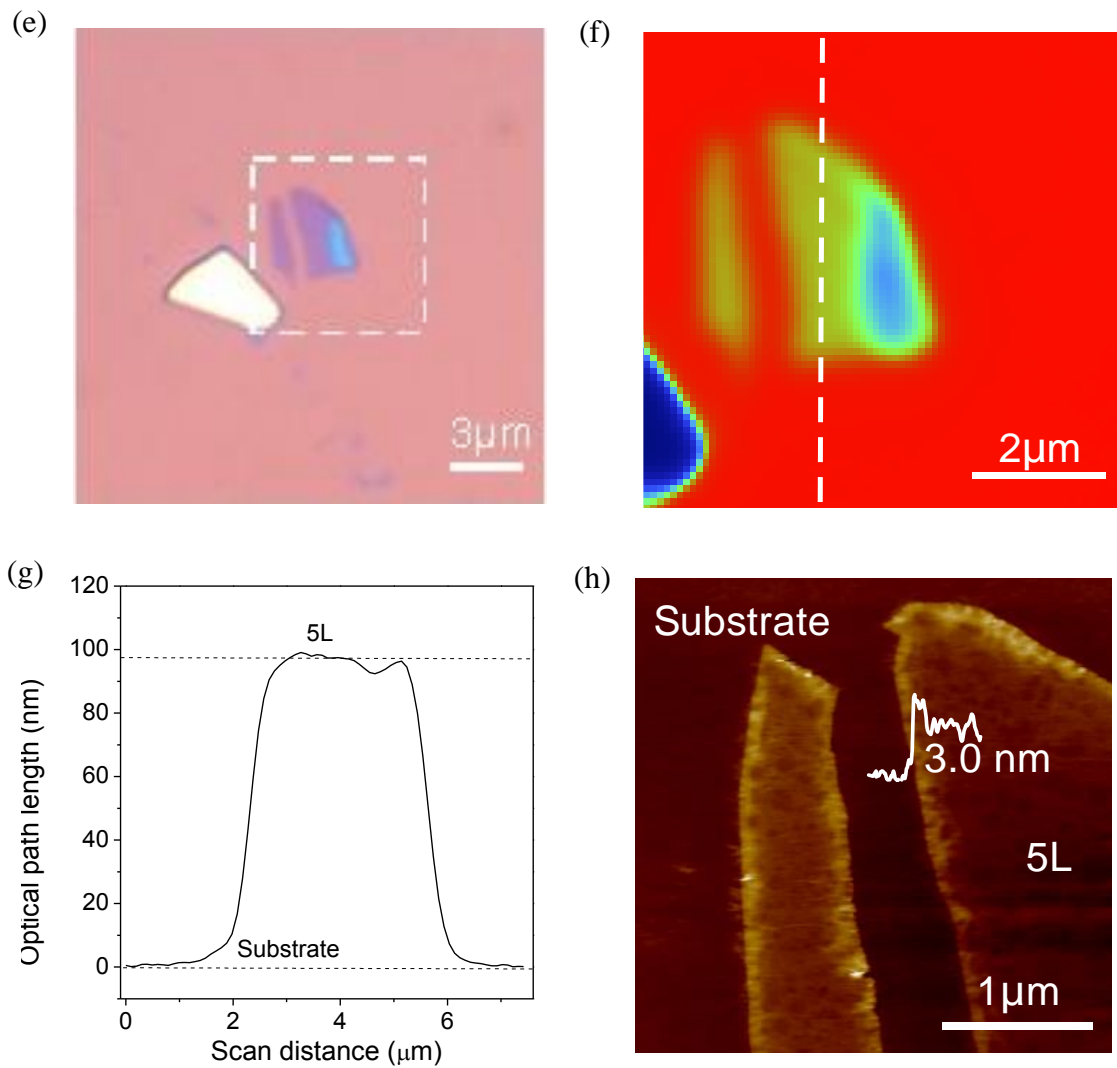 (e)
3μm
(f)
2μm
(g)
120
100
80
60
40
20
0
0
2
4
6
Optical path length (nm)
Scan distance (μm)
5L
Substrate
(h)
Substrate
3.0 nm
5L
1μm